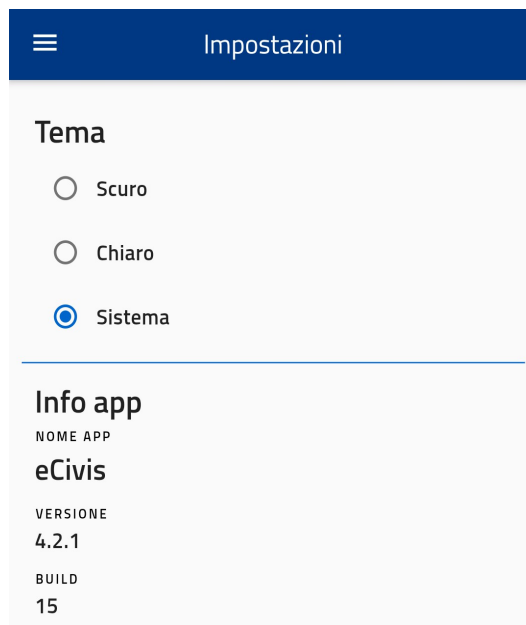 Impostazioni
Tema
Scuro
Chiaro
Sistema
Info app
NOME APP
eCivis
VERSIONE
4.2.1
BUILD
15